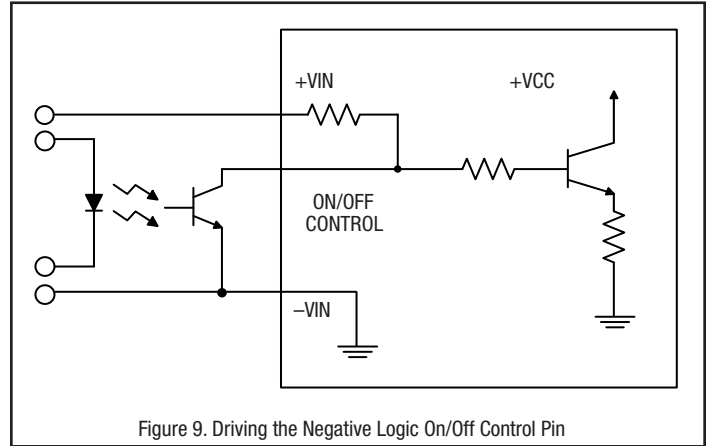 +VIN
+VCC
ON/OFF
CONTROL
–VIN
Figure 9. Driving the Negative Logic On/Off Control Pin